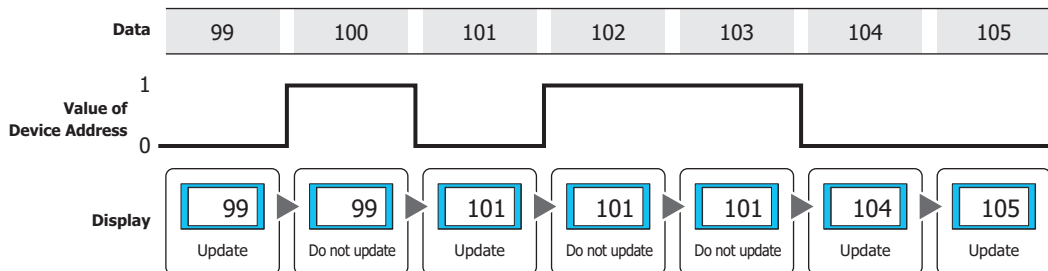 Data 99 100 101 102 103 104 105
1
Value of
Device Address
0
Display 99 99 101 101 101 104 105
Update Do not update Update Do not update Do not update Update Update